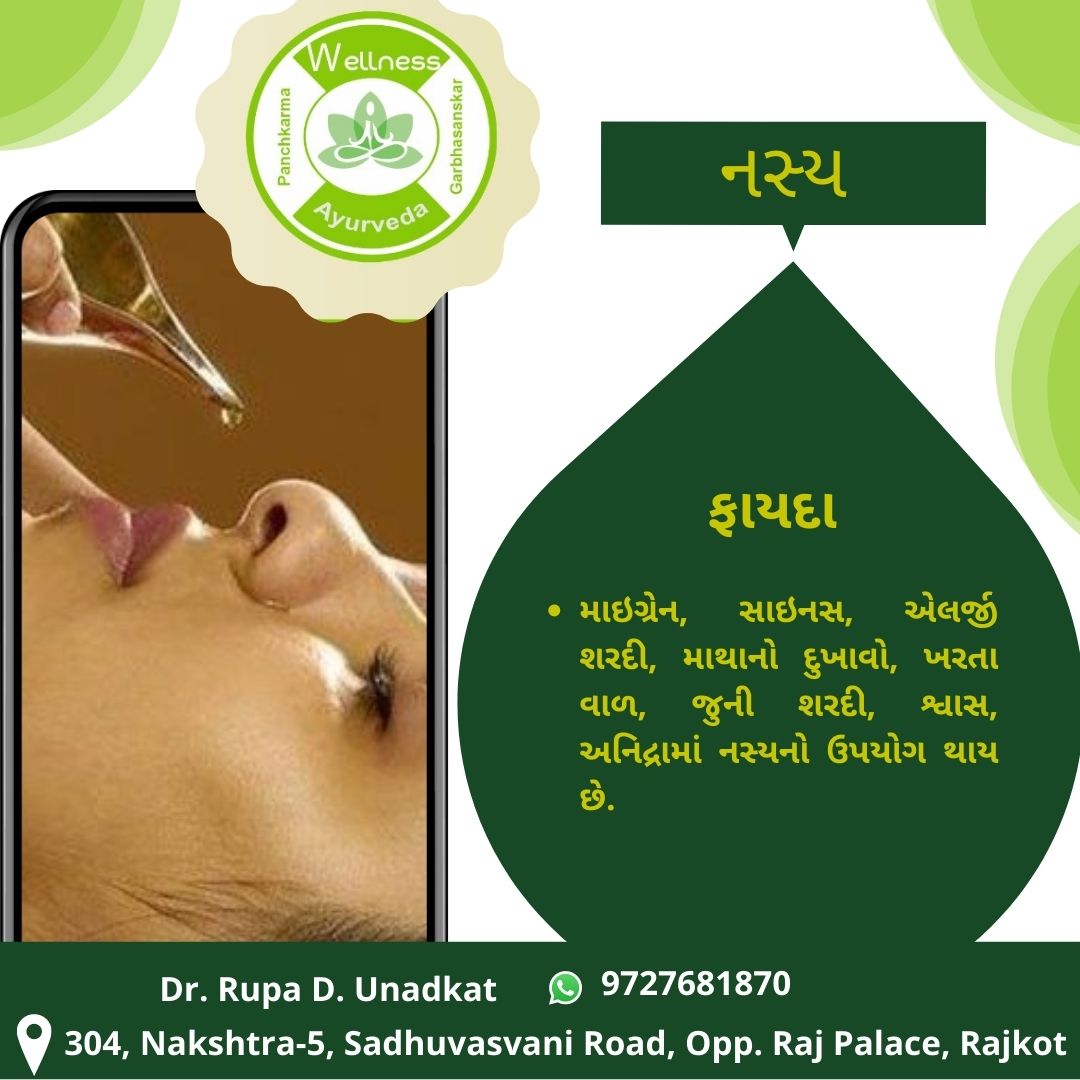 Wellness
Panchkarma
Garbhasanskar
Ayurveda
નસ્ય
ફાયદા
• માઇગ્રેન, સાઇનસ, એલર્જી
શરદી, માથાનો દુખાવો, ખરતા
વાળ, જુની શરદી, શ્વાસ,
અનિદ્રામાં નસ્યનો ઉપયોગ થાય
છે.
Dr. Rupa D. Unadkat
9727681870
304, Nakshtra-5, Sadhuvasvani Road, Opp. Raj Palace, Rajkot